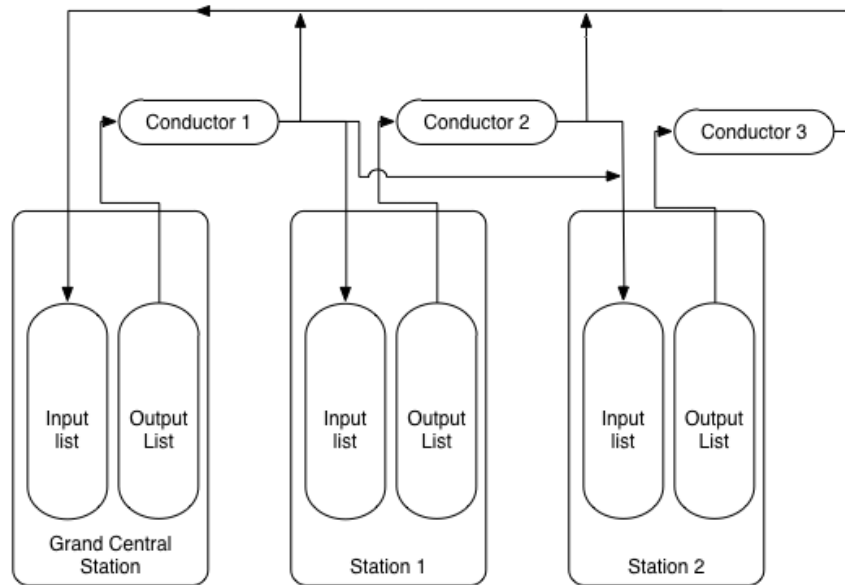 Conductor 1
Conductor 2
Conductor 3
Input
list
Output
List
Grand Central
Station
Input
list
Output
List
Station 1
Input
list
Output
List
Station 2